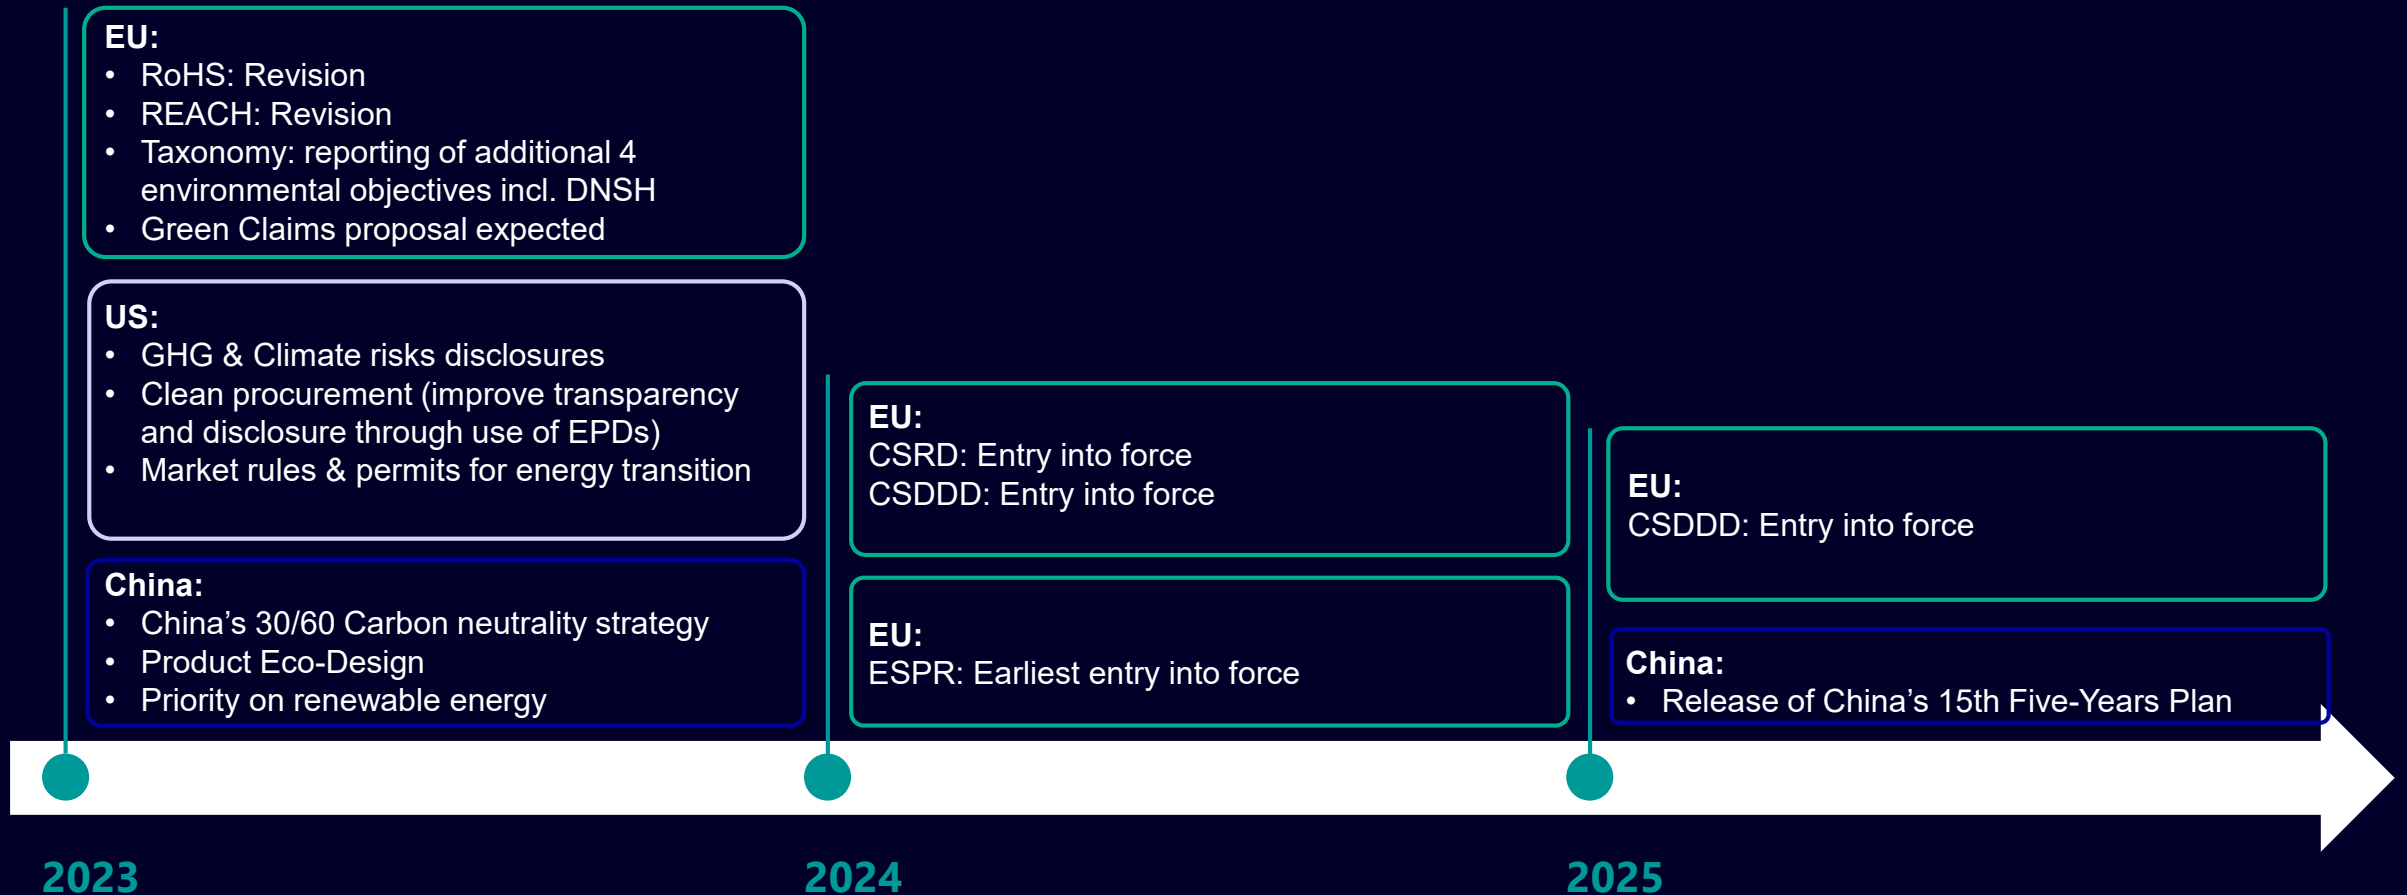 EU:
• RoHS: Revision
• REACH: Revision
• Taxonomy: reporting of additional 4
environmental objectives incl. DNSH
• Green Claims proposal expected
US:
• GHG & Climate risks disclosures
• Clean procurement (improve transparency
and disclosure through use of EPDs)
• Market rules & permits for energy transition
China:
• China’s 30/60 Carbon neutrality strategy
• Product Eco-Design
• Priority on renewable energy
EU:
CSRD: Entry into force
CSDDD: Entry into force
EU:
ESPR: Earliest entry into force
EU:
CSDDD: Entry into force
China:
• Release of China’s 15th Five-Years Plan
2023
2024
2025